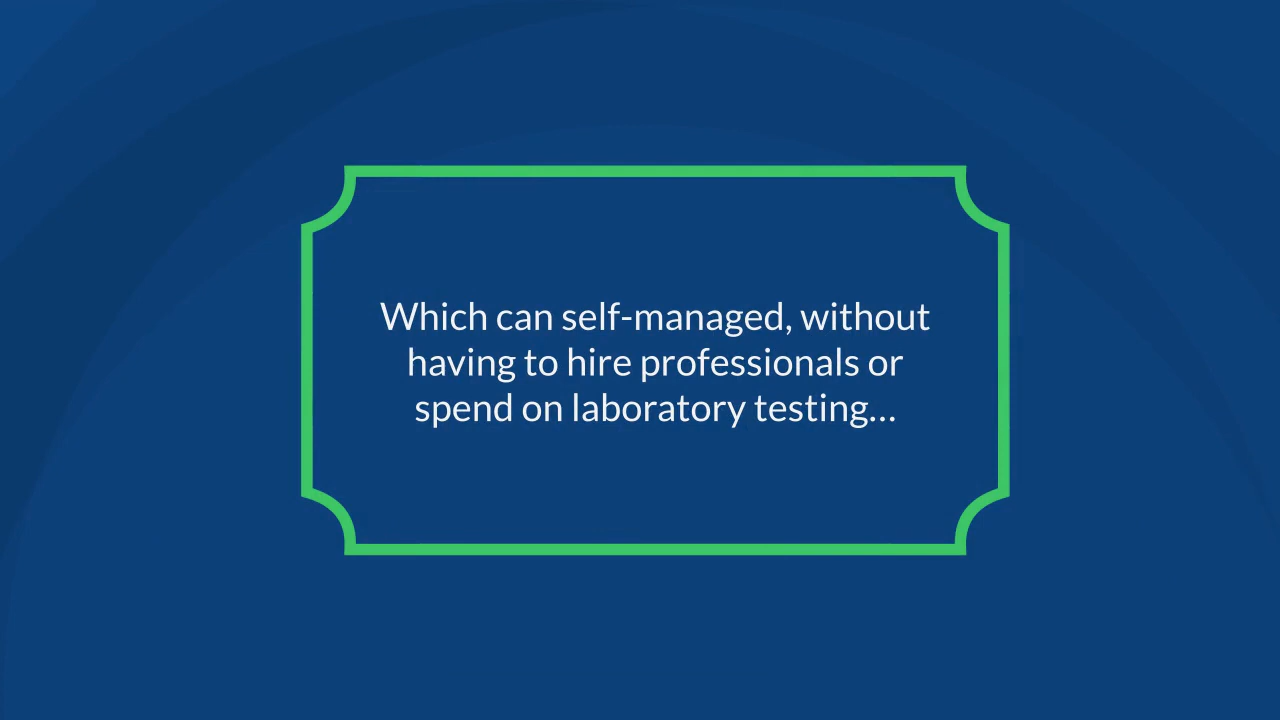 Which can self-managed, without
having to hire professionals or
spend on laboratory testing...